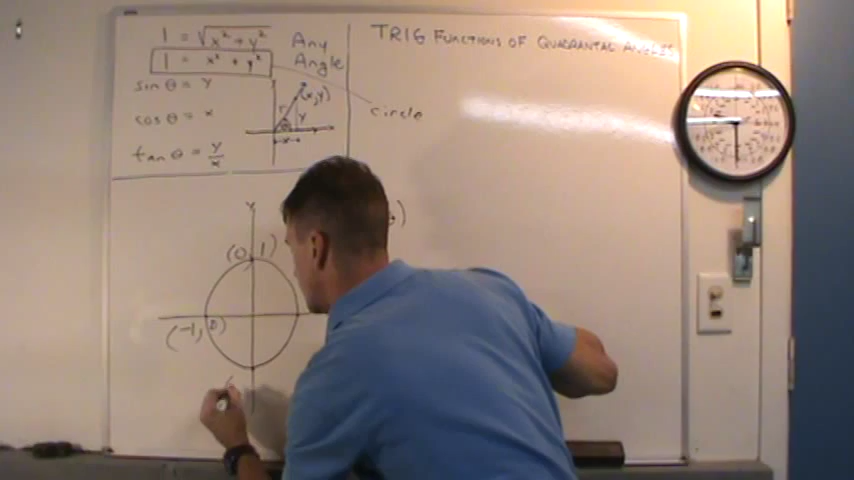 1 = √x² + y²
1 = x² + y²
Any
Angle
TRIG FUNCTIONS OF QUADRANTAL ANGLES
sin θ = y
cos θ = x
tan θ = y/x
(x,y)
r
y
θ
x
circle
y
(0, 1)
(-1, 0)
)